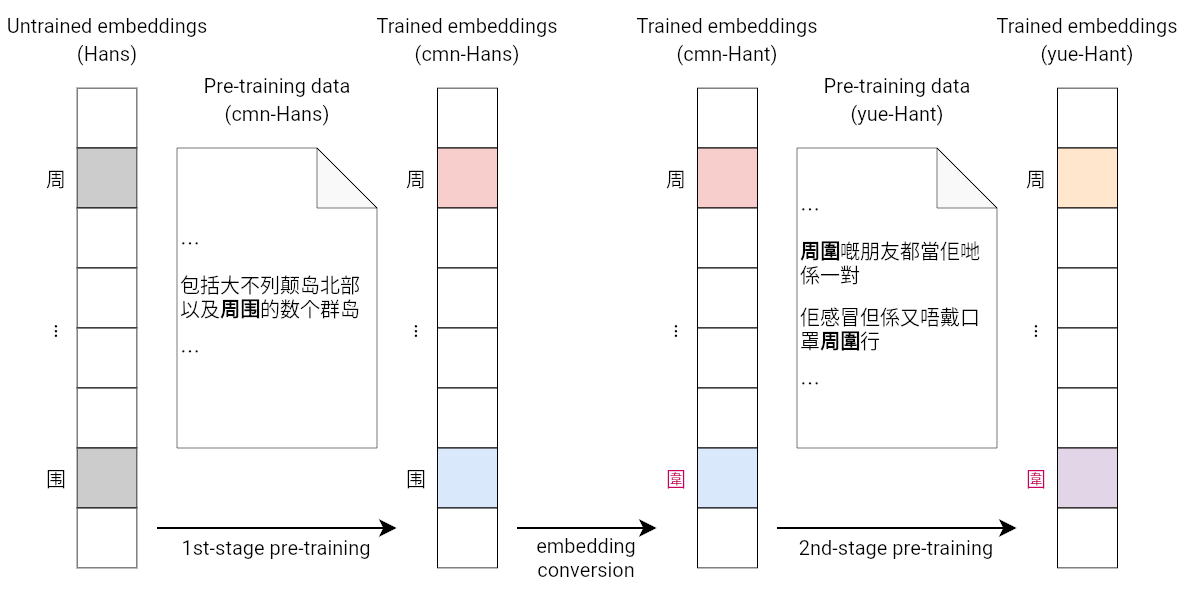 Untrained embeddings
(Hans)
Trained embeddings
(cmn-Hans)
Trained embeddings
(cmn-Hant)
Trained embeddings
(yue-Hant)
Pre-training data
(cmn-Hans)
Pre-training data
(yue-Hant)
周
周
周
周
...
包括大不列颠岛北部
以及周围的数个群岛
...
...
周圍嘅朋友都當佢哋
係一對
佢感冒但係又唔戴口
罩周圍行
...
⋮
⋮
⋮
⋮
围
围
圍
圍
1st-stage pre-training
embedding
conversion
2nd-stage pre-training